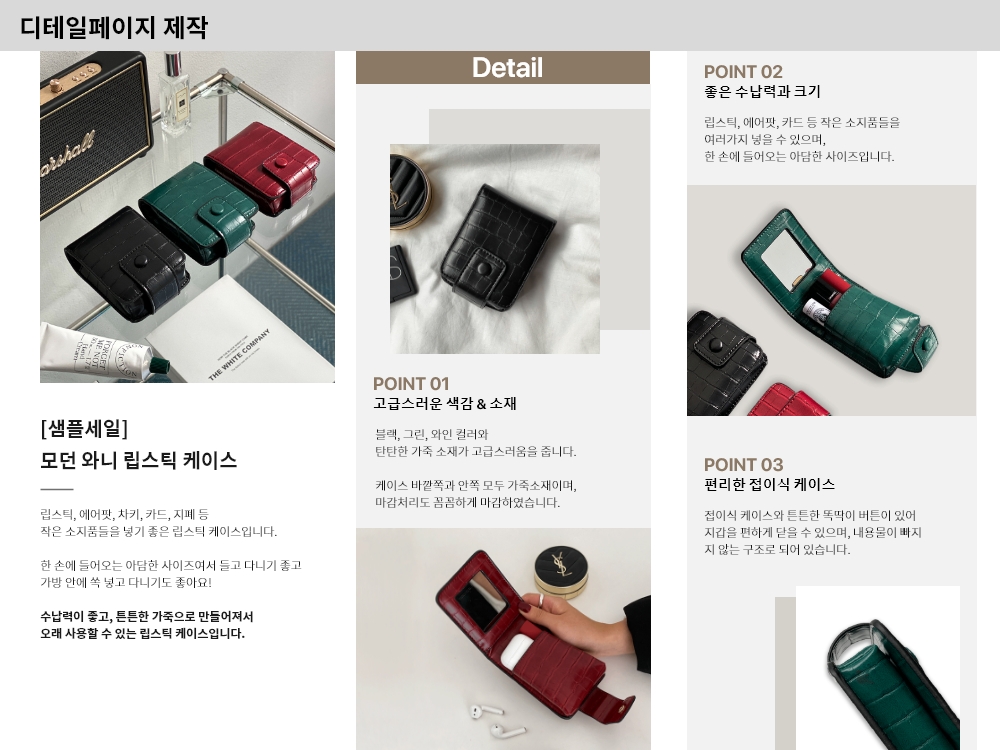 디테일페이지 제작
Marshall
THE WHITE COMPANY
FORGET
ME NOT
[샘플세일]
모던 와니 립스틱 케이스
립스틱, 에어팟, 차키, 카드, 지폐 등
작은 소지품들을 넣기 좋은 립스틱 케이스입니다.
한 손에 들어오는 아담한 사이즈여서 들고 다니기 좋고
가방 안에 쏙 넣고 다니기도 좋아요!
수납력이 좋고, 튼튼한 가죽으로 만들어져서
오래 사용할 수 있는 립스틱 케이스입니다.
Detail
POINT 01
고급스러운 색감 & 소재
블랙, 그린, 와인 컬러와
탄탄한 가죽 소재가 고급스러움을 줍니다.
케이스 바깥쪽과 안쪽 모두 가죽소재이며,
마감처리도 꼼꼼하게 마감하였습니다.
POINT 02
좋은 수납력과 크기
립스틱, 에어팟, 카드 등 작은 소지품들을
여러가지 넣을 수 있으며,
한 손에 들어오는 아담한 사이즈입니다.
POINT 03
편리한 접이식 케이스
접이식 케이스와 튼튼한 똑딱이 버튼이 있어
지갑을 편하게 닫을 수 있으며, 내용물이 빠지
지 않는 구조로 되어 있습니다.